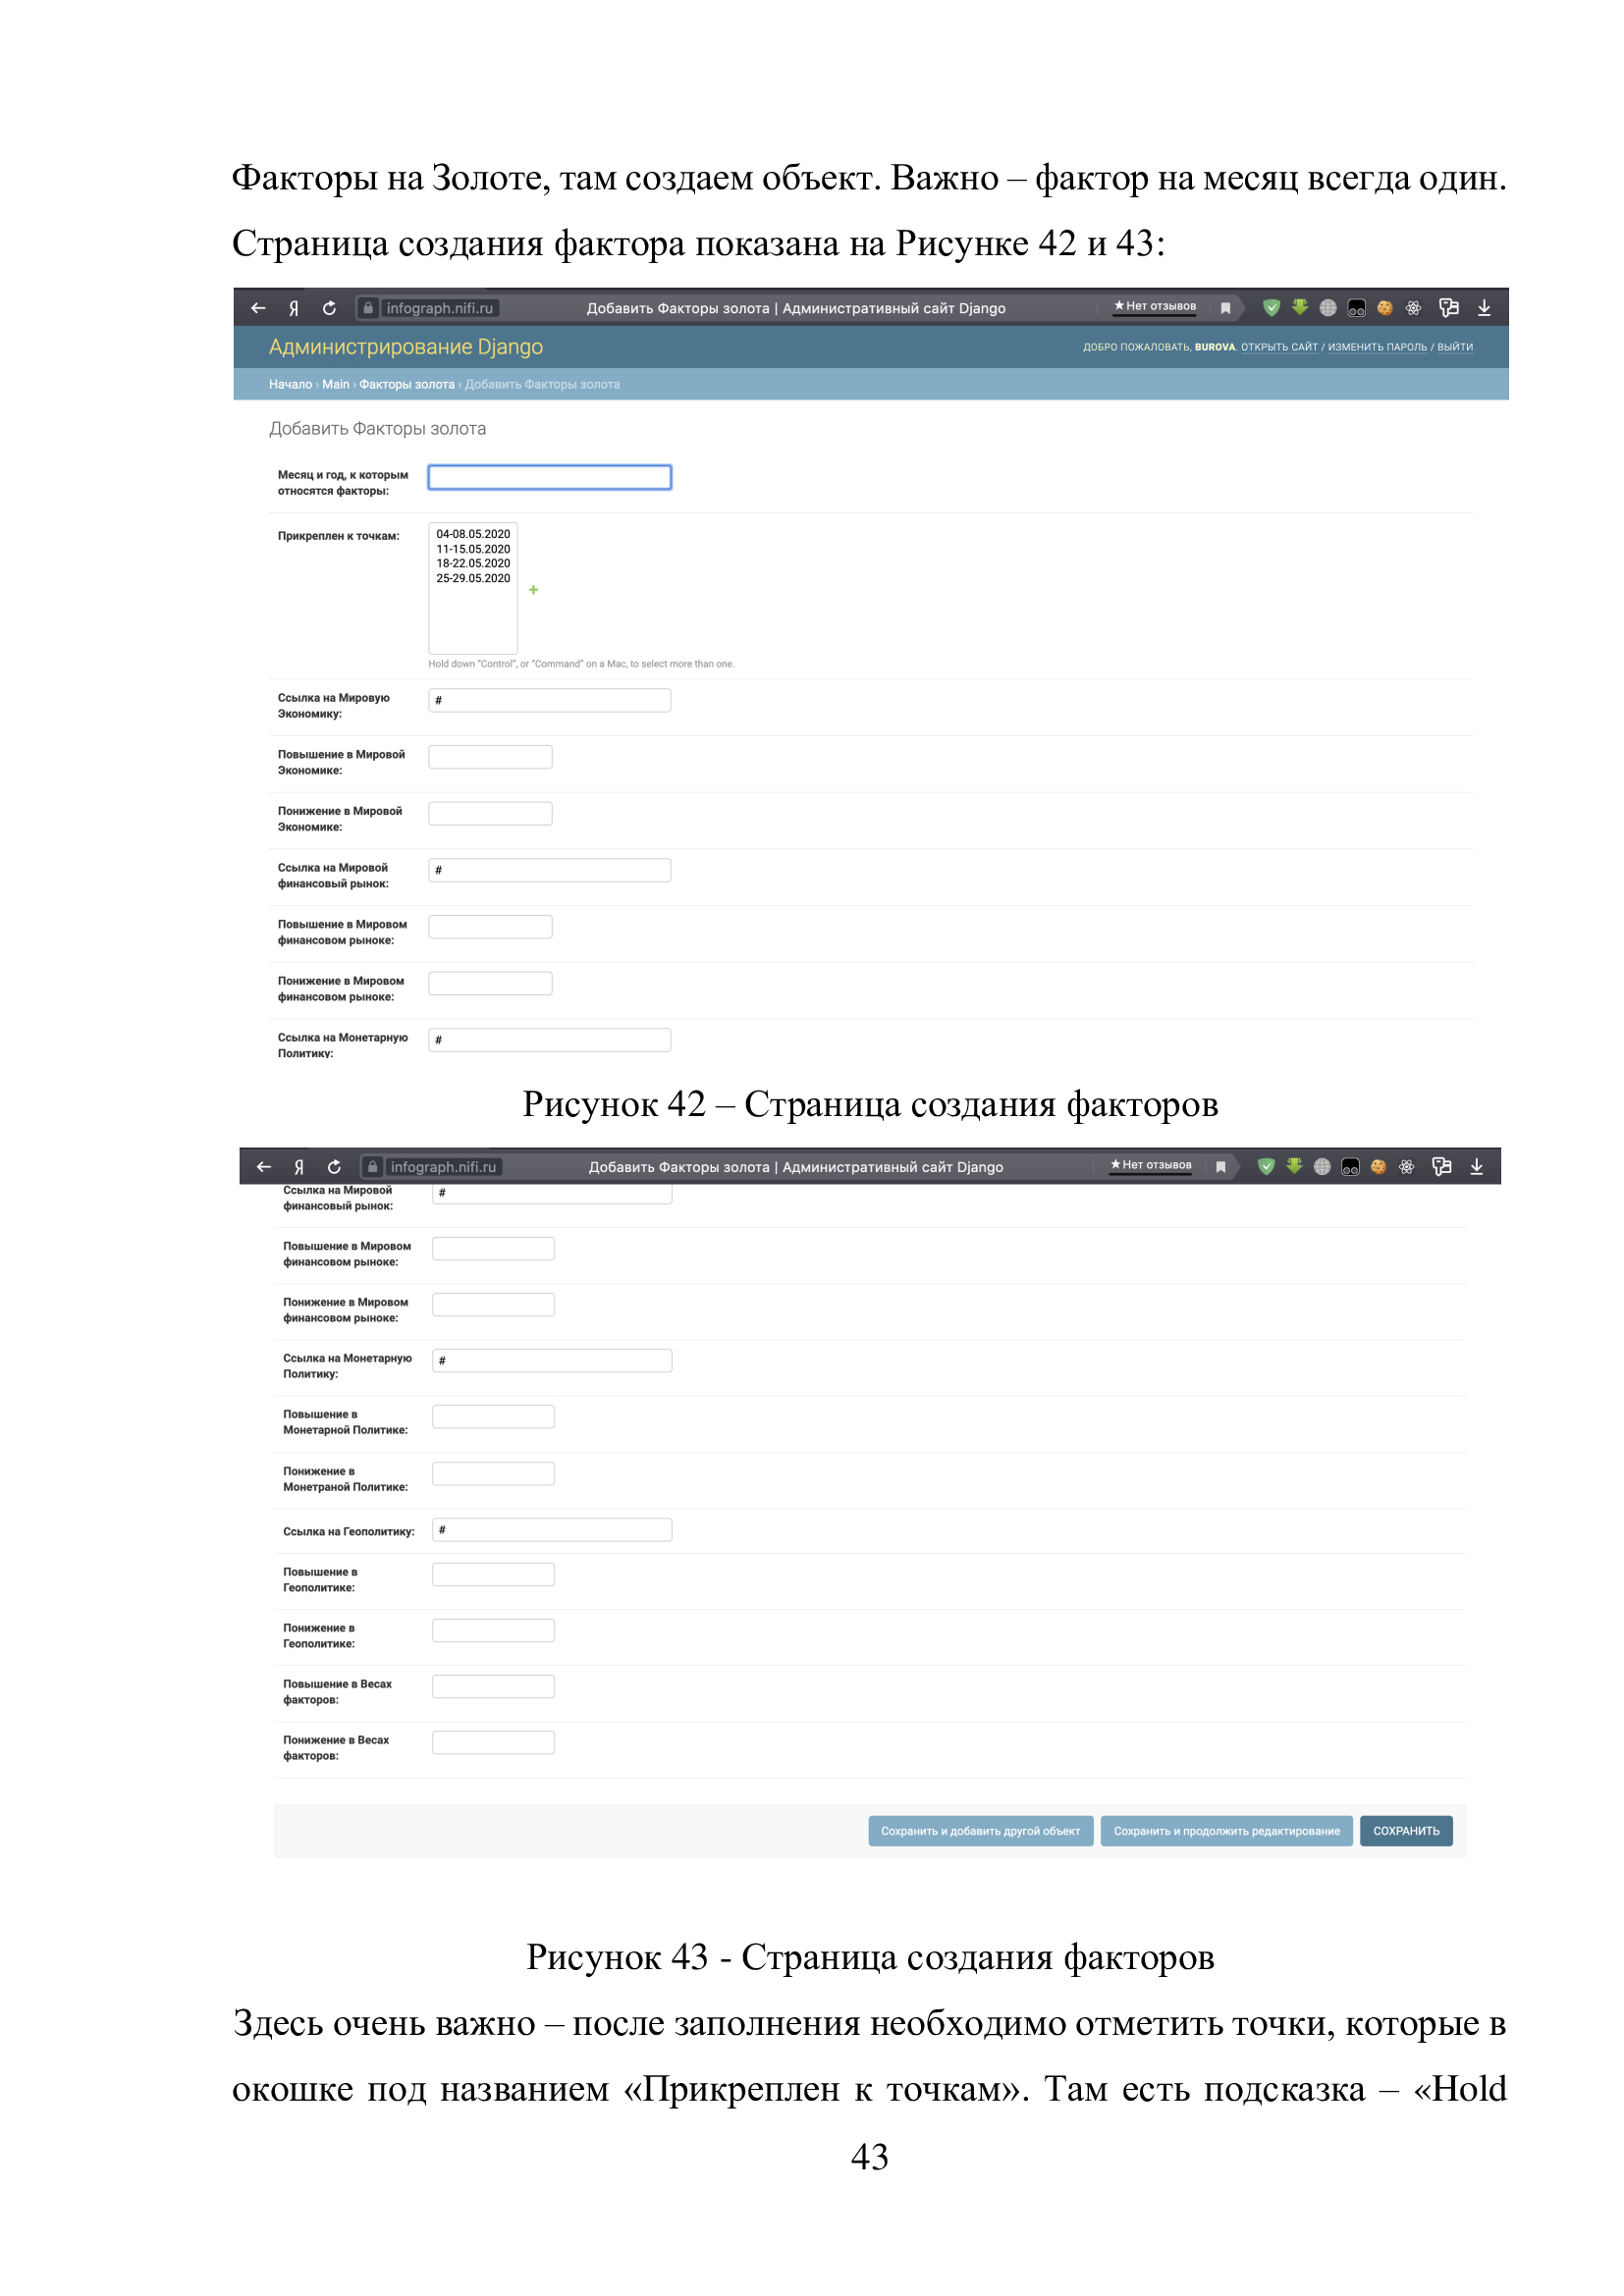 Факторы на Золоте, там создаем объект. Важно – фактор на месяц всегда один.
Страница создания фактора показана на Рисунке 42 и 43:
infograph.nifi.ru Добавить Факторы золота | Административный сайт Django ★ Нет отзывов
Администрирование Django ДОБРО ПОЖАЛОВАТЬ, BUROVA. ОТКРЫТЬ САЙТ / ИЗМЕНИТЬ ПАРОЛЬ / ВЫЙТИ
Начало › Main › Факторы золота › Добавить Факторы золота
Добавить Факторы золота
Месяц и год, к которым
относятся факторы:
Прикреплен к точкам:
04-08.05.2020
11-15.05.2020
18-22.05.2020
25-29.05.2020
Hold down “Control”, or “Command” on a Mac, to select more than one.
Ссылка на Мировую #
Экономику:
Повышение в Мировой
Экономике:
Понижение в Мировой
Экономике:
Ссылка на Мировой #
финансовый рынок:
Повышение в Мировом
финансовом рыноке:
Понижение в Мировом
финансовом рыноке:
Ссылка на Монетарную #
Политику:
Рисунок 42 – Страница создания факторов
infograph.nifi.ru Добавить Факторы золота | Административный сайт Django ★ Нет отзывов
Ссылка на Мировой #
финансовый рынок:
Повышение в Мировом
финансовом рыноке:
Понижение в Мировом
финансовом рыноке:
Ссылка на Монетарную #
Политику:
Повышение в
Монетарной Политике:
Понижение в
Монетраной Политике:
Ссылка на Геополитику: #
Повышение в
Геополитике:
Понижение в
Геополитике:
Повышение в Весах
факторов:
Понижение в Весах
факторов:
Сохранить и добавить другой объект Сохранить и продолжить редактирование СОХРАНИТЬ
Рисунок 43 - Страница создания факторов
Здесь очень важно – после заполнения необходимо отметить точки, которые в
окошке под названием «Прикреплен к точкам». Там есть подсказка – «Hold
43